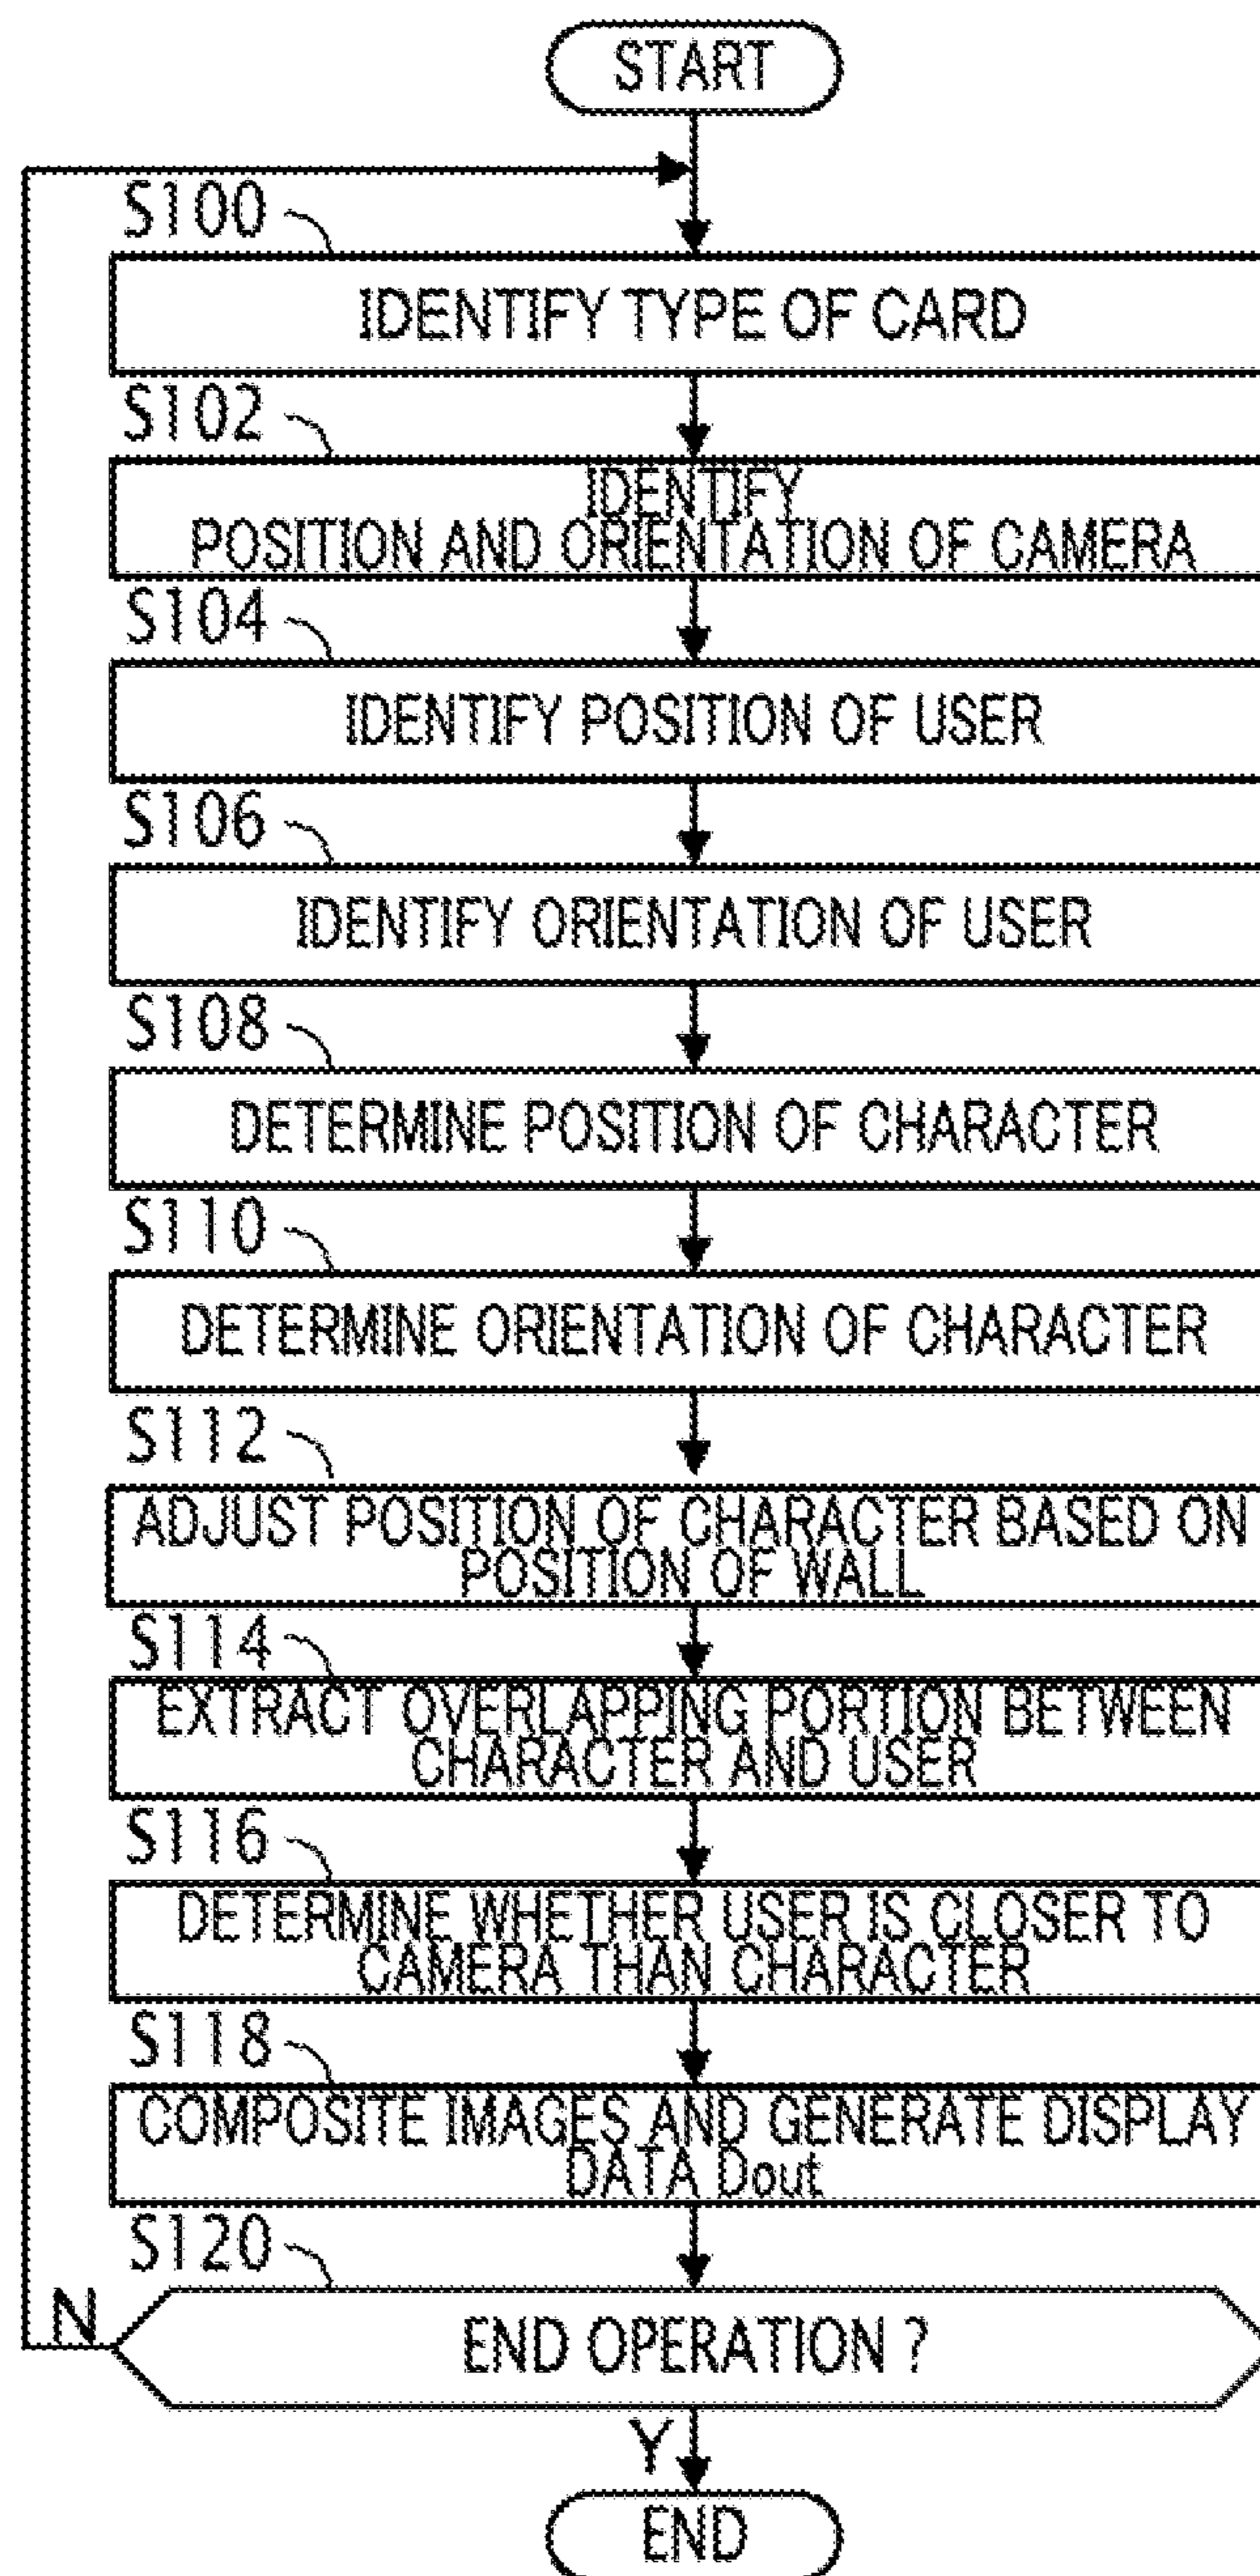 START
S100
IDENTIFY TYPE OF CARD
S102
IDENTIFY
POSITION AND ORIENTATION OF CAMERA
S104
IDENTIFY POSITION OF USER
S106
IDENTIFY ORIENTATION OF USER
S108
DETERMINE POSITION OF CHARACTER
S110
DETERMINE ORIENTATION OF CHARACTER
S112
ADJUST POSITION OF CHARACTER BASED ON
POSITION OF WALL
S114
EXTRACT OVERLAPPING PORTION BETWEEN
CHARACTER AND USER
S116
DETERMINE WHETHER USER IS CLOSER TO
CAMERA THAN CHARACTER
S118
COMPOSITE IMAGES AND GENERATE DISPLAY
DATA Dout
S120
N
END OPERATION ?
Y
END